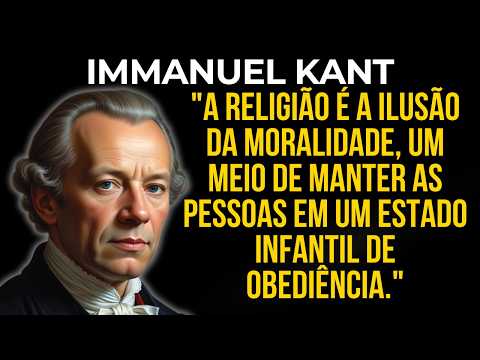 IMMANUEL KANT
"A RELIGIÃO É A ILUSÃO
DA MORALIDADE, UM
MEIO DE MANTER AS
PESSOAS EM UM ESTADO
INFANTIL DE
OBEDIÊNCIA."